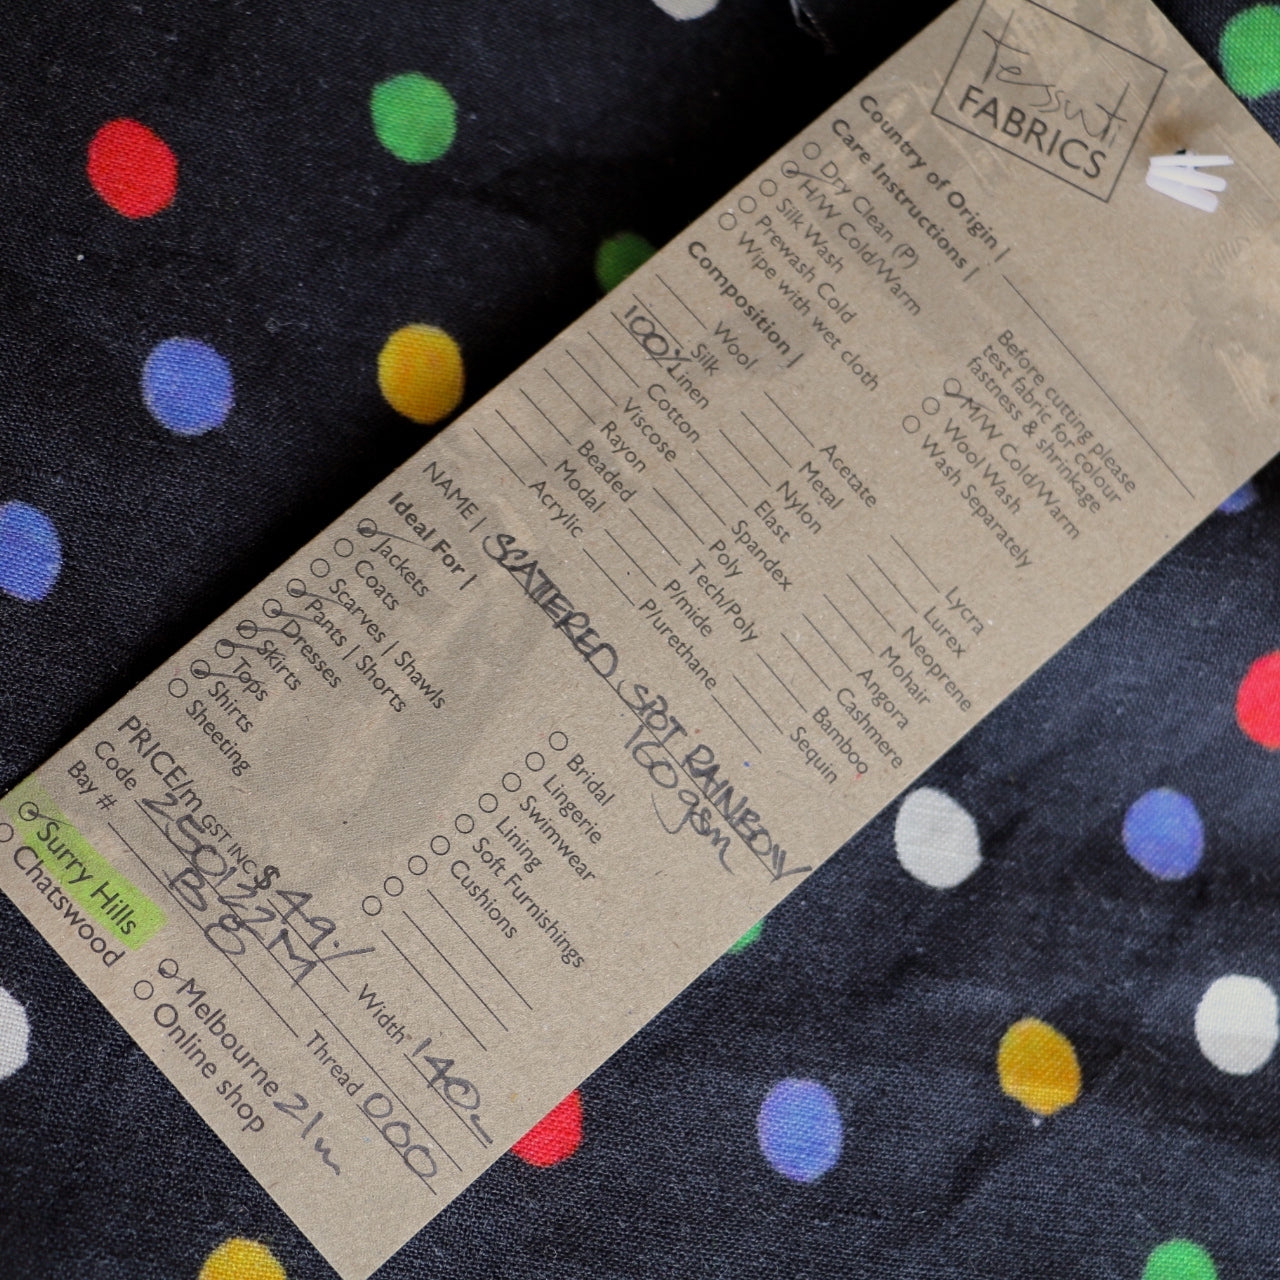 Tessuti
FABRICS
Country of Origin |
Care Instructions |
Dry Clean (P)
H/W Cold/Warm
Silk Wash
Prewash Cold
Wipe with wet cloth
Before cutting please
test fabric for colour
fastness & shrinkage
M/W Cold/Warm
Wool Wash
Wash Separately
Composition |
Wool
Silk
100% Linen
Cotton
Viscose
Rayon
Beaded
Modal
Acrylic
Acetate
Metal
Nylon
Elast
Spandex
Poly
Tech/Poly
P/mide
P/urethane
Lycra
Lurex
Neoprene
Mohair
Angora
Cashmere
Bamboo
Sequin
NAME | SCATTERED SPOT RAINBOW
160gsm
Ideal For |
Jackets
Coats
Scarves | Shawls
Pants | Shorts
Dresses
Skirts
Tops
Shirts
Sheeting
Bridal
Lingerie
Swimwear
Lining
Soft Furnishings
Cushions
PRICE/m GST INC $49./ Width 140
Code 250122M Thread 000
Bay # B8
Surry Hills
Chatswood
Melbourne 21m
Online shop